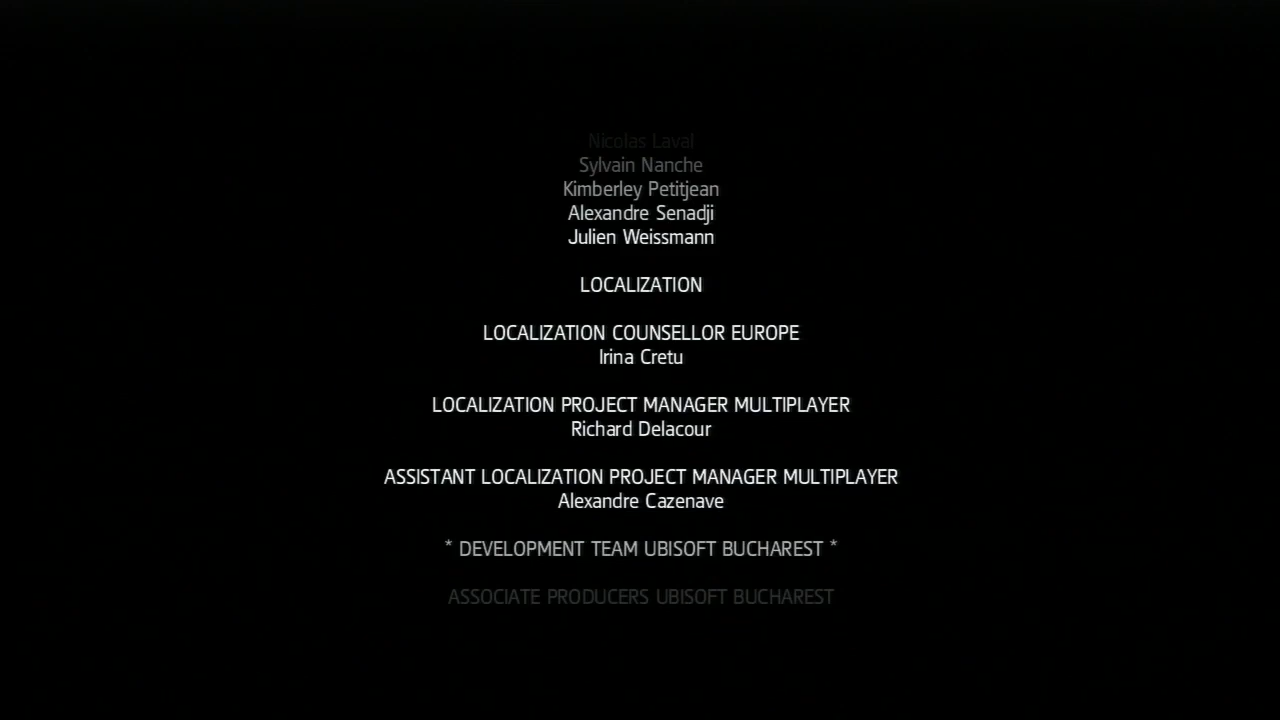 Nicolas Laval
Sylvain Nanche
Kimberley Petitjean
Alexandre Senadji
Julien Weissmann
LOCALIZATION
LOCALIZATION COUNSELLOR EUROPE
Irina Cretu
LOCALIZATION PROJECT MANAGER MULTIPLAYER
Richard Delacour
ASSISTANT LOCALIZATION PROJECT MANAGER MULTIPLAYER
Alexandre Cazenave
* DEVELOPMENT TEAM UBISOFT BUCHAREST *
ASSOCIATE PRODUCERS UBISOFT BUCHAREST